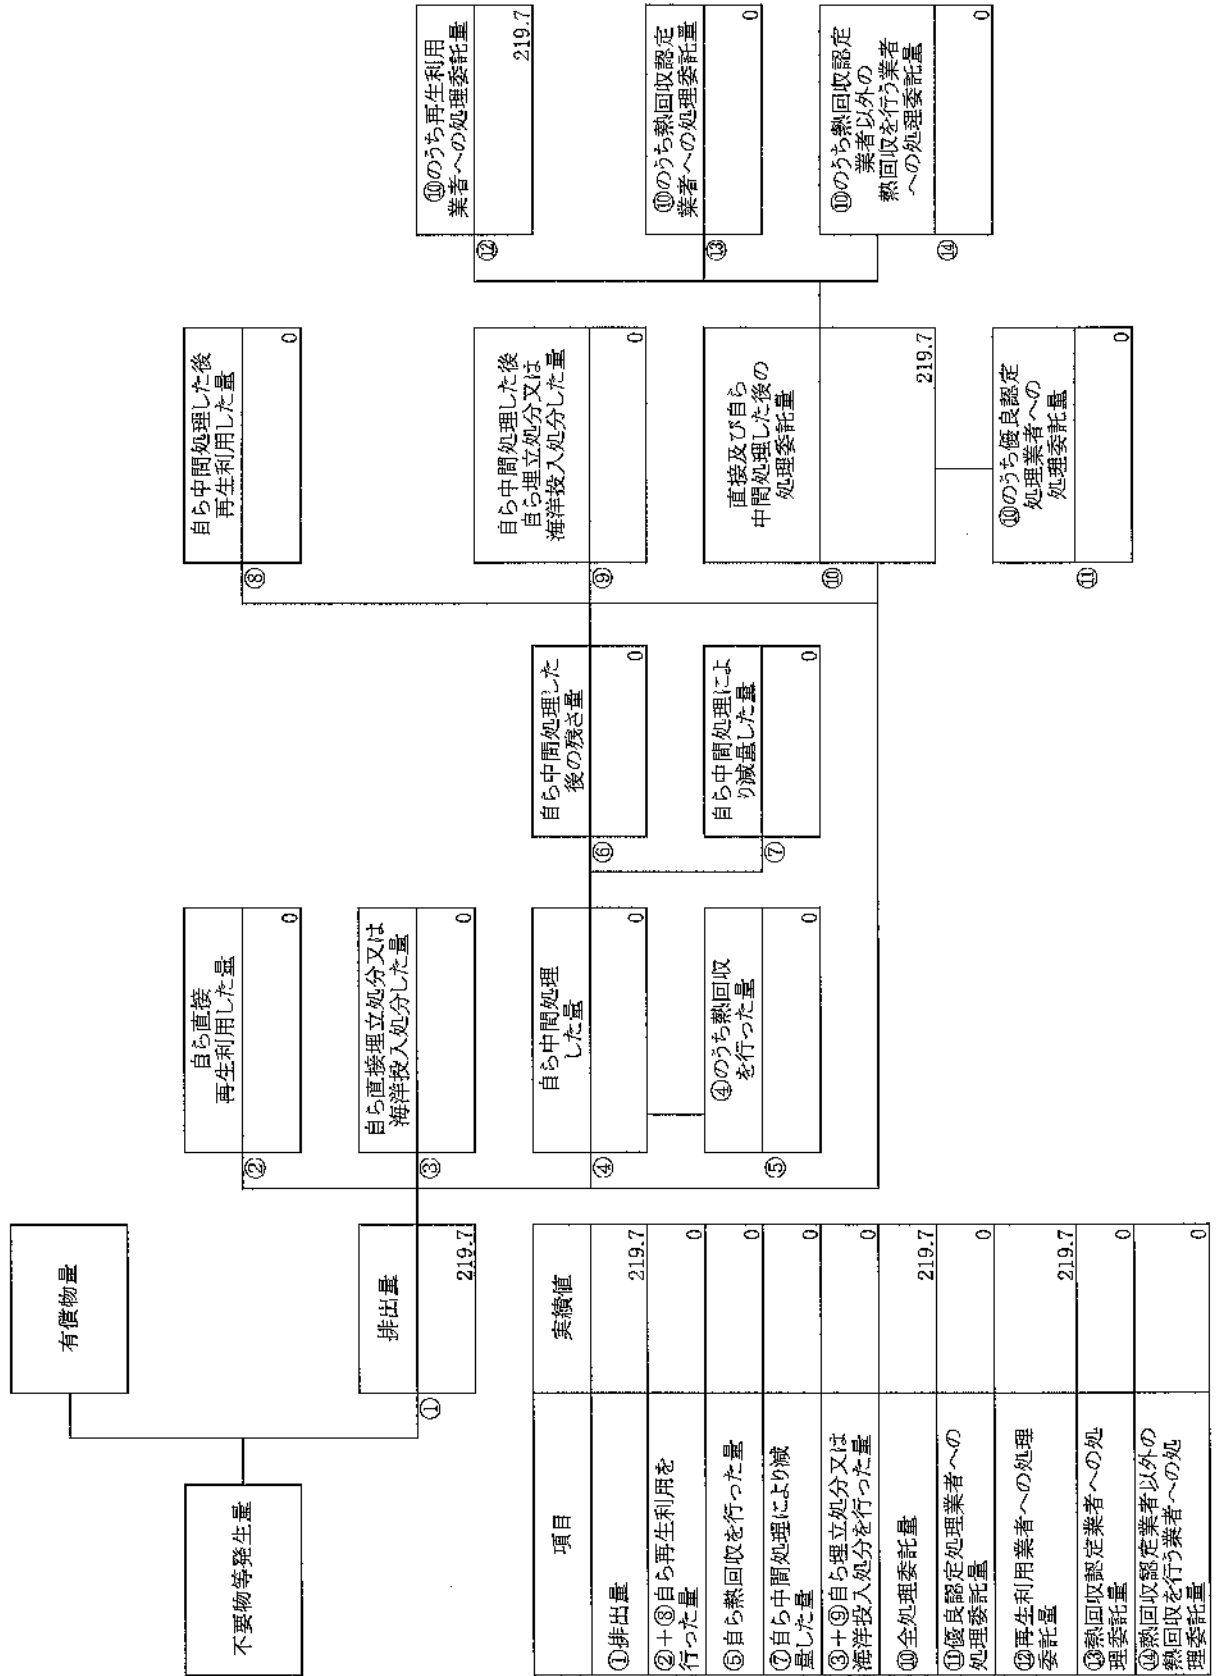 不要物等発生量
有償物量
①
排出量
219.7
②
自ら直接
再生利用した量
0
③
自ら直接埋立処分又は
海洋投入処分した量
0
④
自ら中間処理
した量
0
⑤
④のうち熱回収
を行った量
0
⑥
自ら中間処理した
後の残さ量
0
⑦
自ら中間処理によ
り減量した量
0
⑧
自ら中間処理した後
再生利用した量
0
⑨
自ら中間処理した後
自ら埋立処分又は
海洋投入処分した量
0
⑩
直接及び自ら
中間処理した後の
処理委託量
219.7
⑪
⑩のうち優良認定
処理業者への
処理委託量
0
⑫
⑩のうち再生利用
業者への処理委託量
219.7
⑬
⑩のうち熱回収認定
業者への処理委託量
0
⑭
⑩のうち熱回収認定
業者以外の
熱回収を行う業者
への処理委託量
0
項目
実績値
①排出量
219.7
②+⑧自ら再生利用を
行った量
0
⑤自ら熱回収を行った量
0
⑦自ら中間処理により減
量した量
0
③+⑨自ら埋立処分又は
海洋投入処分を行った量
0
⑩全処理委託量
219.7
⑪優良認定処理業者への
処理委託量
0
⑫再生利用業者への処理
委託量
219.7
⑬熱回収認定業者への処
理委託量
0
⑭熱回収認定業者以外の
熱回収を行う業者への処
理委託量
0